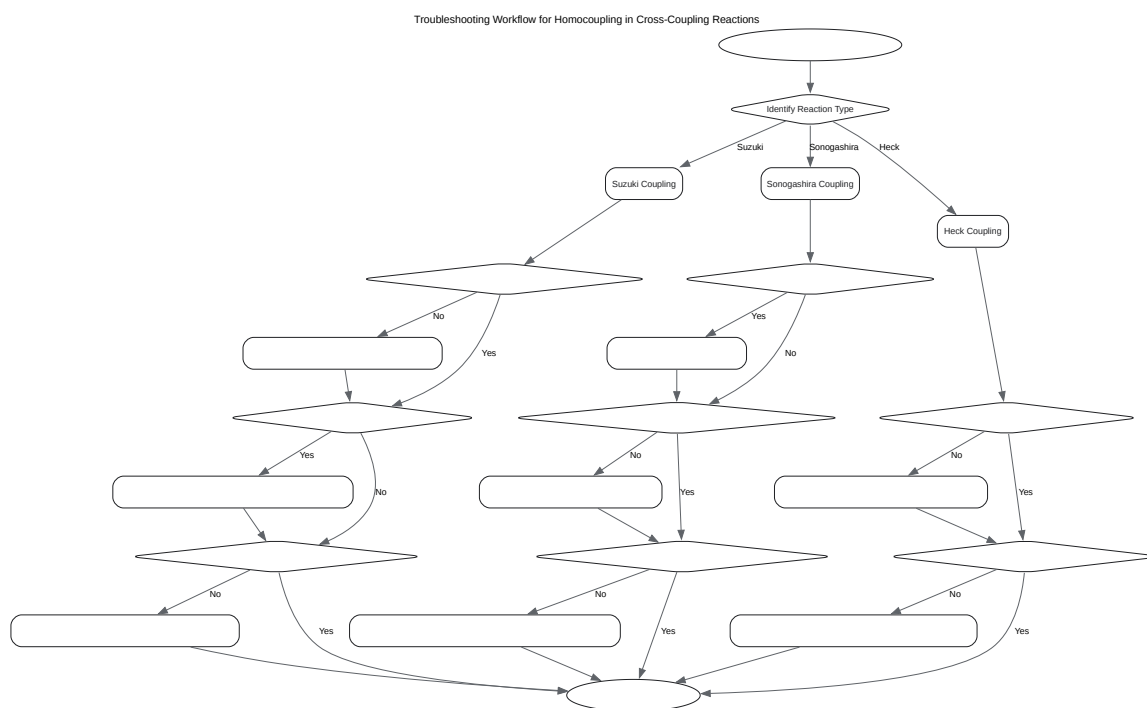 Troubleshooting Workflow for Homocoupling in Cross-Coupling Reactions
Identify Reaction Type
Suzuki
Sonogashira
Heck
Suzuki Coupling
Sonogashira Coupling
Heck Coupling
No
Yes
Yes
No
Yes
No
No
Yes
No
Yes
No
Yes
No
Yes
No
Yes